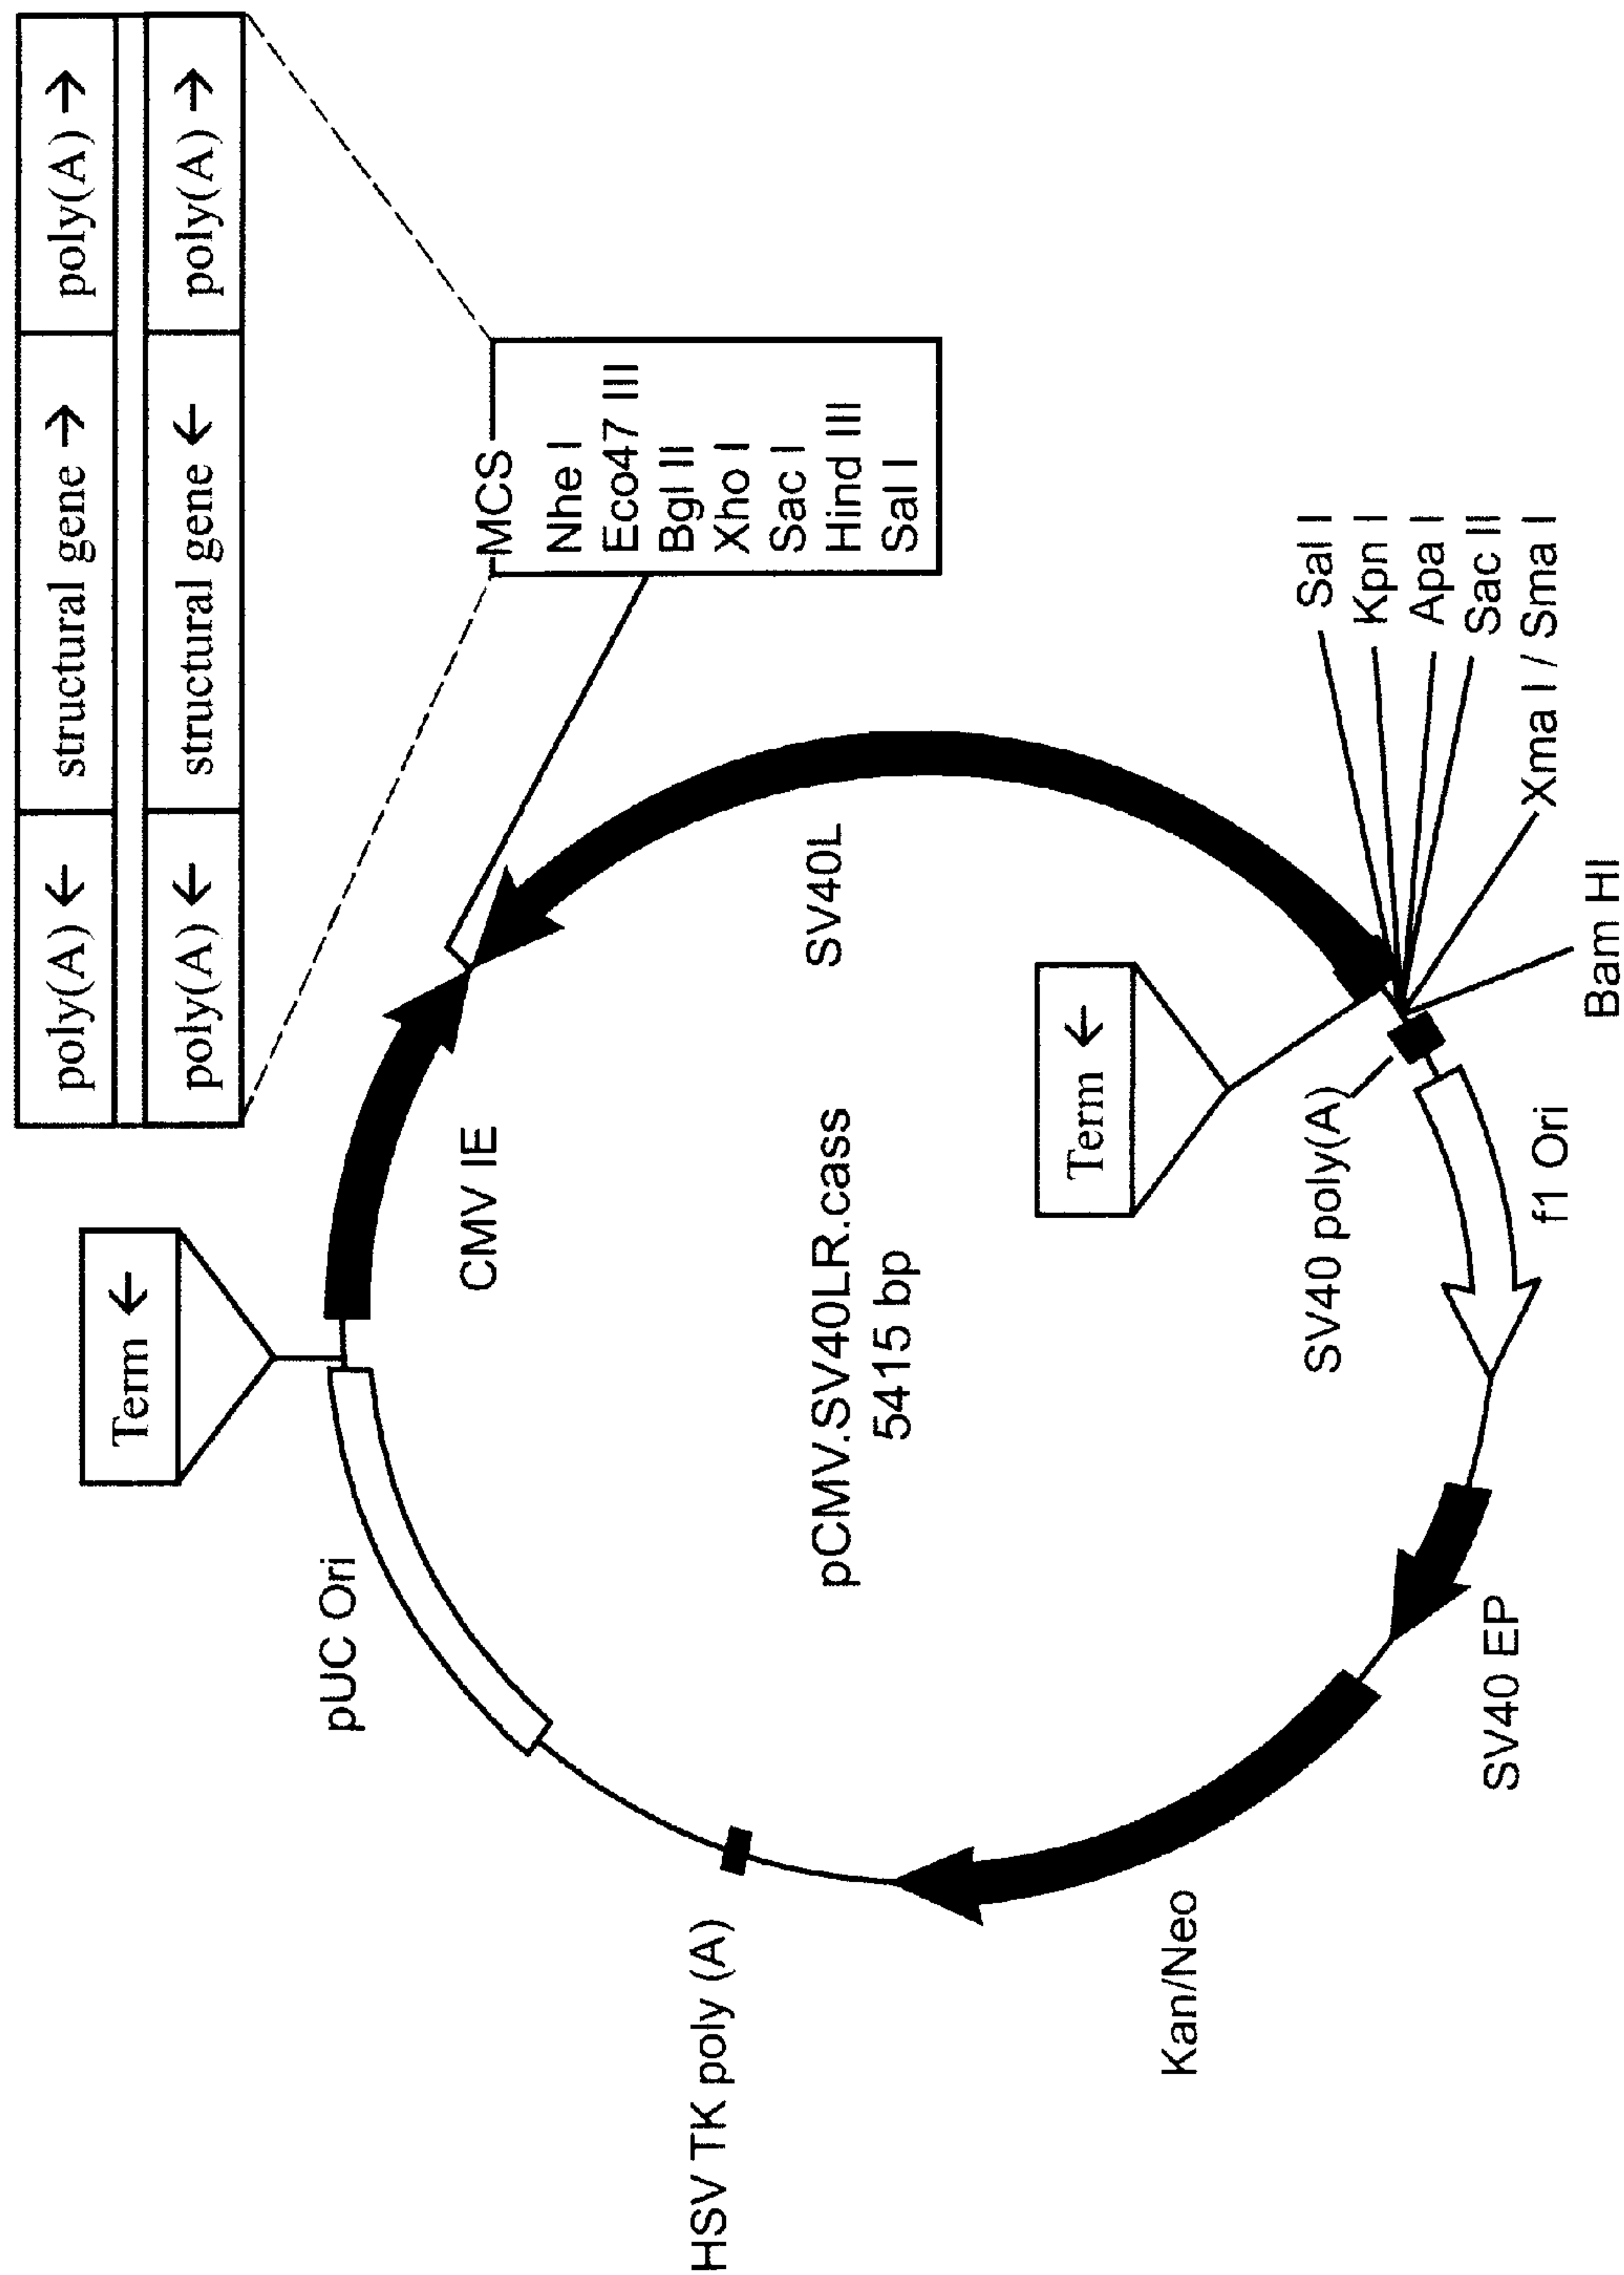 poly(A) ← structural gene → poly(A) →
poly(A) ← structural gene ← poly(A) →
Term ←
pUC Ori
CMV IE
MCS
Nhe I
Eco47 III
Bgl II
Xho I
Sac I
Hind III
Sal I
HSV TK poly (A)
SV40L
pCMV.SV40LR.cass
5415 bp
Term ←
Kan/Neo
SV40 poly(A)
Sal I
Kpn I
Apa I
Sac II
Xma I / Sma I
SV40 EP
f1 Ori
Bam HI